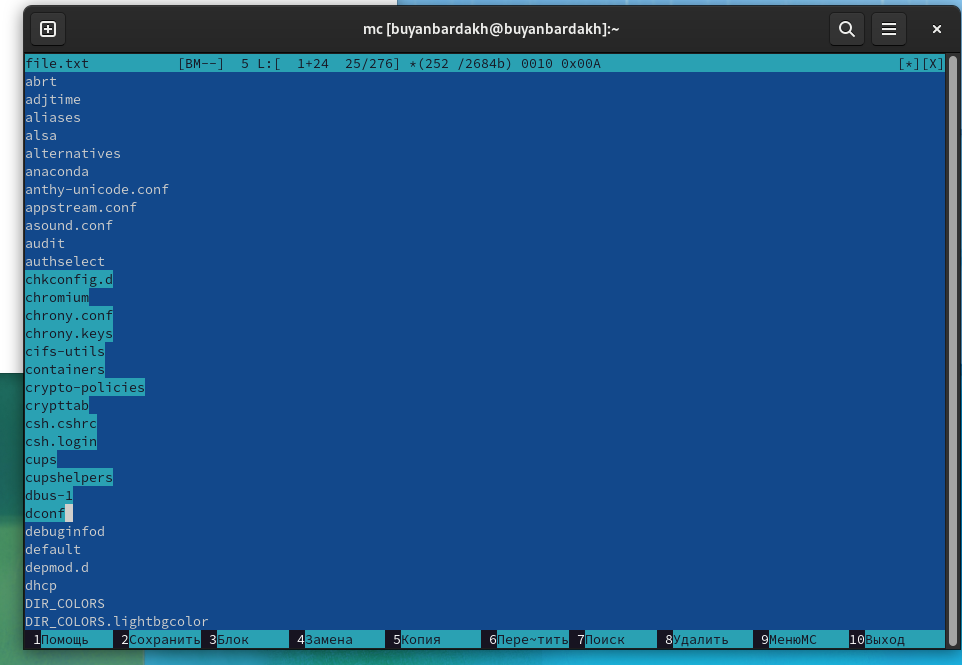 mc [buyanbardakh@buyanbardakh]:~
file.txt [BM--] 5 L:[ 1+24 25/276] *(252 /2684b) 0010 0x00A [*][X]
abrt
adjtime
aliases
alsa
alternatives
anaconda
anthy-unicode.conf
appstream.conf
asound.conf
audit
authselect
chkconfig.d
chromium
chrony.conf
chrony.keys
cifs-utils
containers
crypto-policies
crypttab
csh.cshrc
csh.login
cups
cupshelpers
dbus-1
dconf
debuginfod
default
depmod.d
dhcp
DIR_COLORS
DIR_COLORS.lightbgcolor
1Помощь 2Сохранить 3Блок 4Замена 5Копия 6Пере~тить 7Поиск 8Удалить 9МенюMC 10Выход